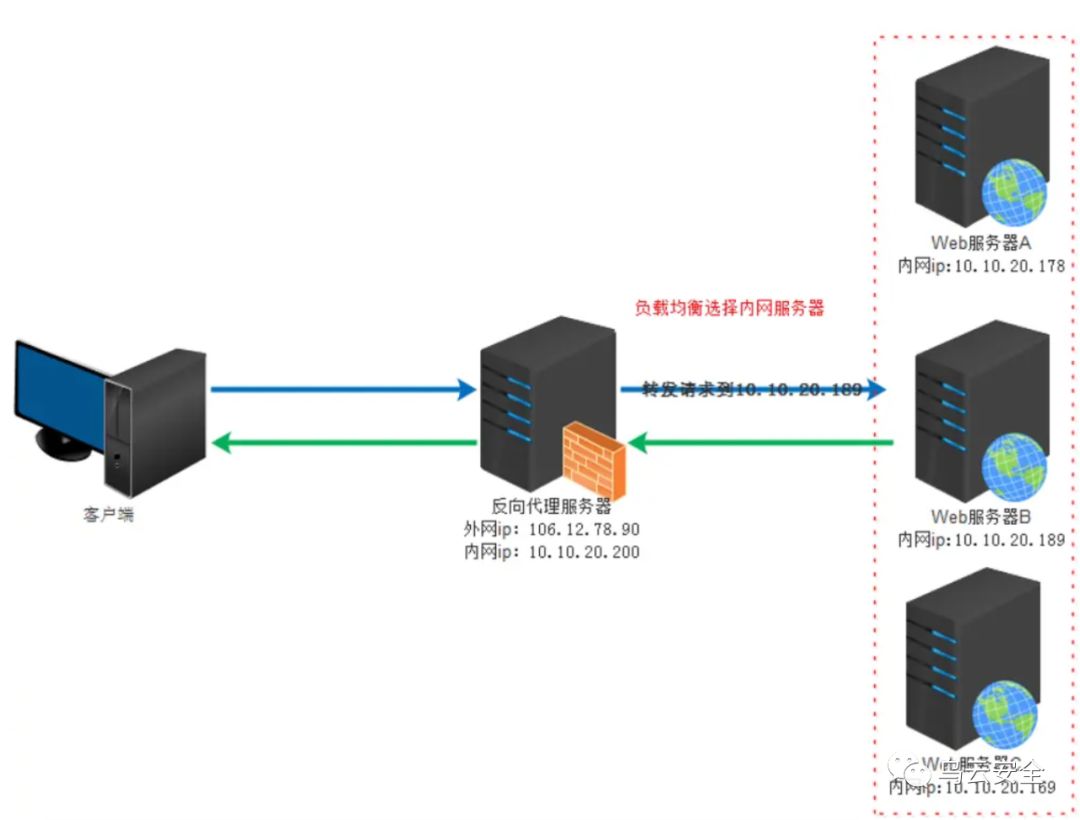 Web服务器A
内网ip:10.10.20.178
负载均衡选择内网服务器
转发请求到10.10.20.189
客户端
反向代理服务器
外网ip: 106.12.78.90
内网ip: 10.10.20.200
Web服务器B
内网ip:10.10.20.189
Web服务器C
乌云安全
内网ip:10.10.20.169